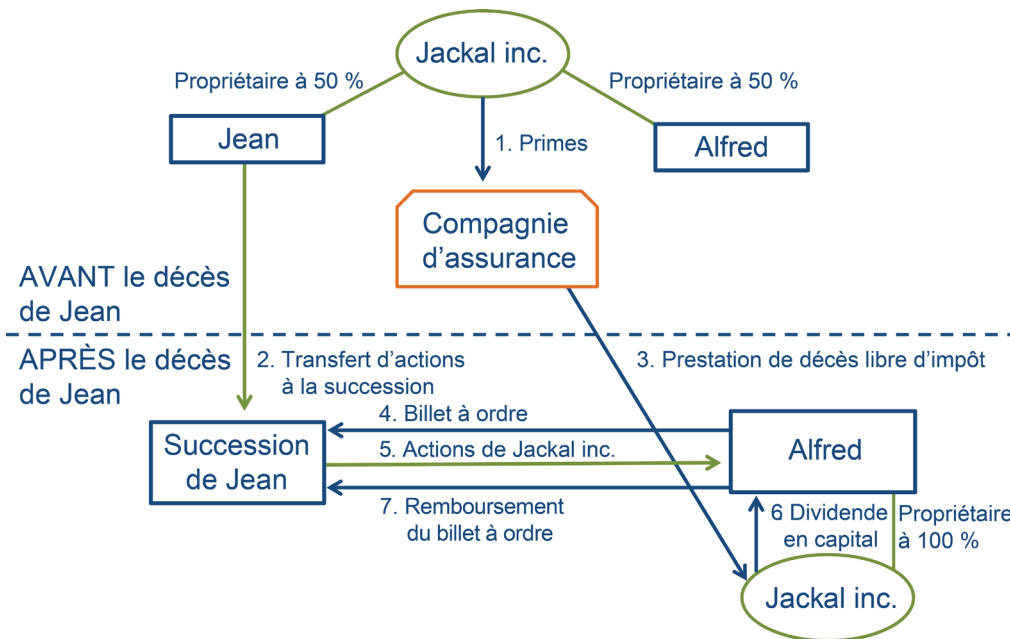 Jackal inc.
Propriétaire à 50 %
Propriétaire à 50 %
Jean
1. Primes
Alfred
Compagnie
d’assurance
AVANT le décès
de Jean
APRÈS le décès
de Jean
2. Transfert d’actions
à la succession
3. Prestation de décès libre d’impôt
4. Billet à ordre
Succession
de Jean
5. Actions de Jackal inc.
Alfred
7. Remboursement
du billet à ordre
6. Dividende
en capital
Propriétaire
à 100 %
Jackal inc.